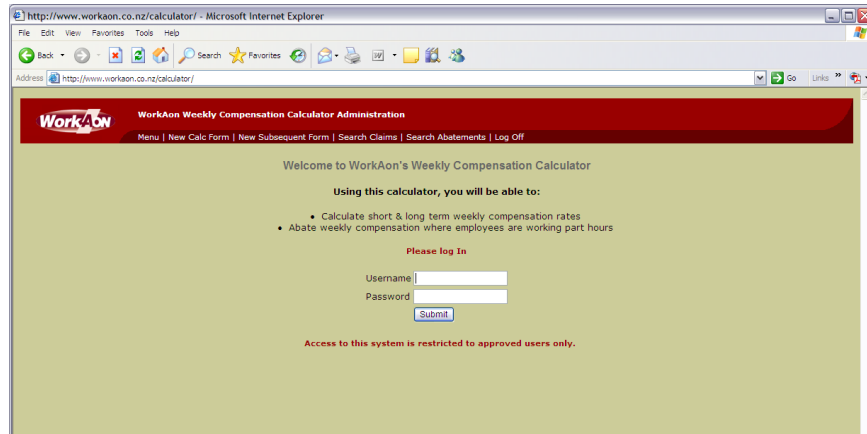 http://www.workaon.co.nz/calculator/ - Microsoft Internet Explorer
File Edit View Favorites Tools Help
Back Search Favorites
Address http://www.workaon.co.nz/calculator/ Go Links »
WorkAon
WorkAon Weekly Compensation Calculator Administration
Menu | New Calc Form | New Subsequent Form | Search Claims | Search Abatements | Log Off
Welcome to WorkAon's Weekly Compensation Calculator
Using this calculator, you will be able to:
• Calculate short & long term weekly compensation rates
• Abate weekly compensation where employees are working part hours
Please log In
Username
Password
Submit
Access to this system is restricted to approved users only.